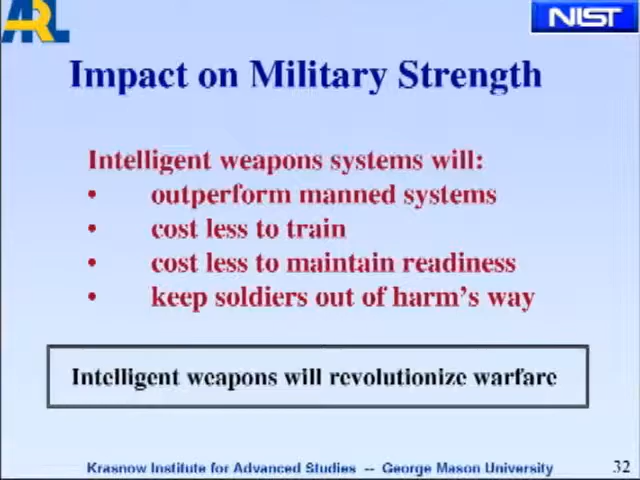 ARL
NIST
Impact on Military Strength
Intelligent weapons systems will:
• outperform manned systems
• cost less to train
• cost less to maintain readiness
• keep soldiers out of harm's way
Intelligent weapons will revolutionize warfare
Krasnow Institute for Advanced Studies -- George Mason University
32